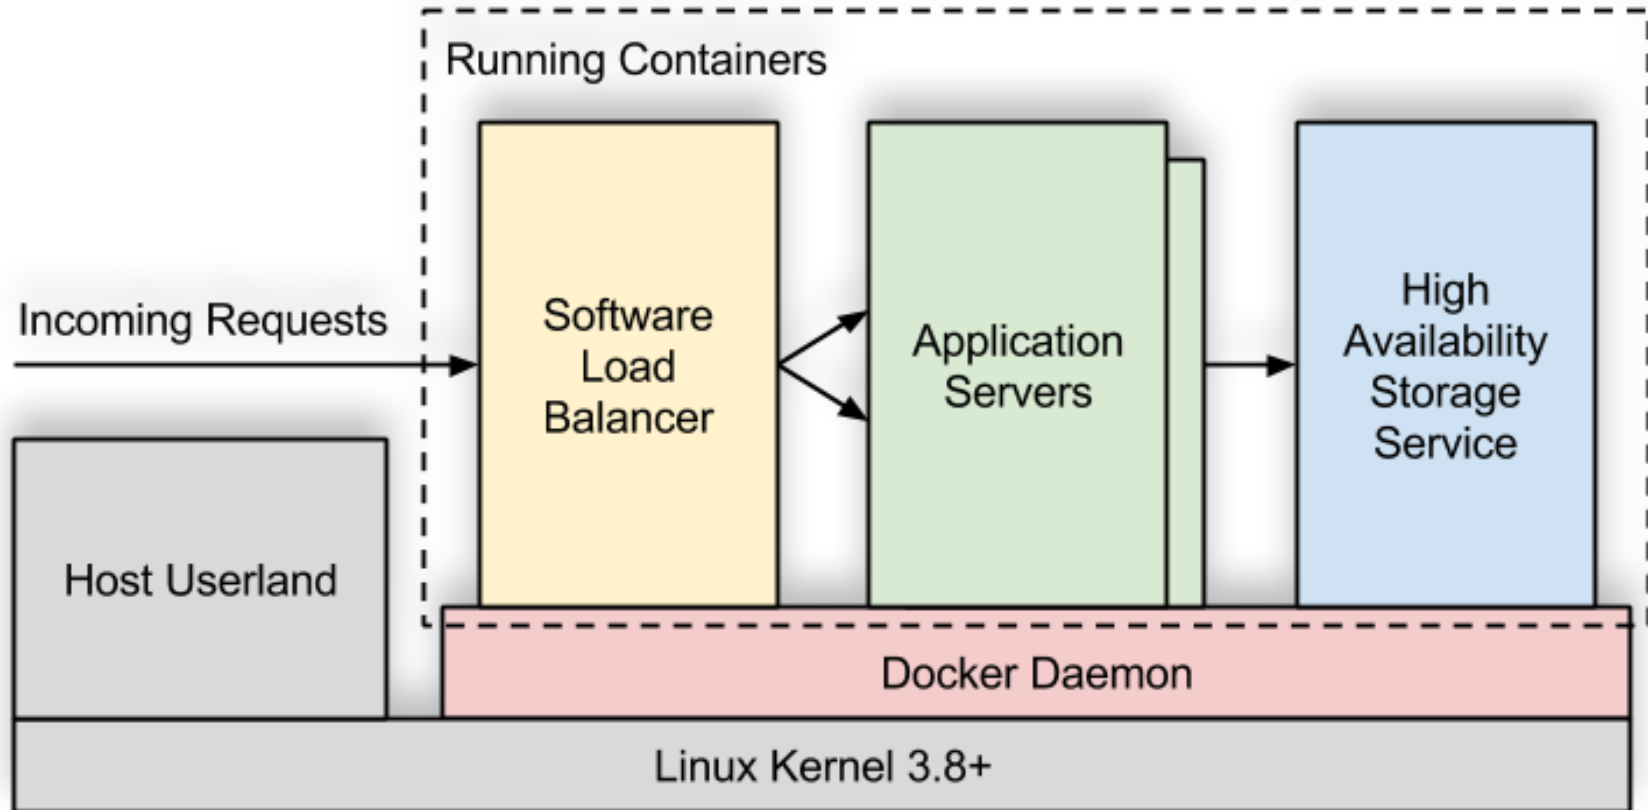 Running Containers
Incoming Requests
Software
Load
Balancer
Application
Servers
High
Availability
Storage
Service
Host Userland
Docker Daemon
Linux Kernel 3.8+